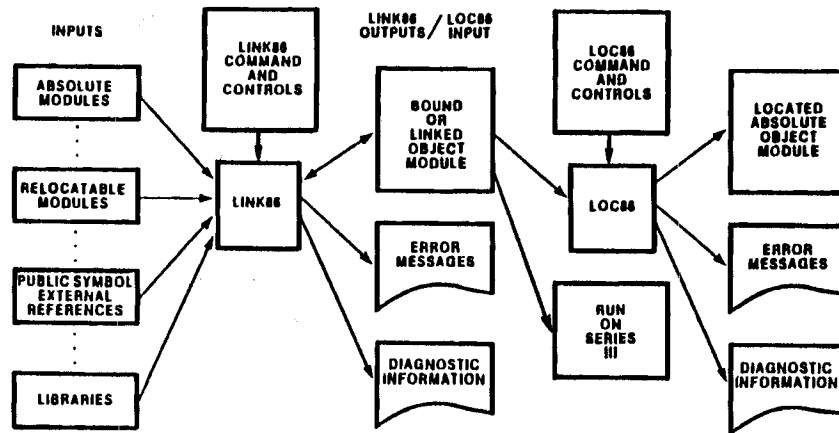 INPUTS
ABSOLUTE
MODULES
RELOCATABLE
MODULES
PUBLIC SYMBOL
EXTERNAL
REFERENCES
LIBRARIES
LINK86
COMMAND
AND
CONTROLS
LINK86
LINK86
OUTPUTS/
LOC86
INPUT
BOUND
OR
LINKED
OBJECT
MODULE
ERROR
MESSAGES
DIAGNOSTIC
INFORMATION
LOC86
COMMAND
AND
CONTROLS
LOC86
RUN
ON
SERIES
III
LOCATED
ABSOLUTE
OBJECT
MODULE
ERROR
MESSAGES
DIAGNOSTIC
INFORMATION